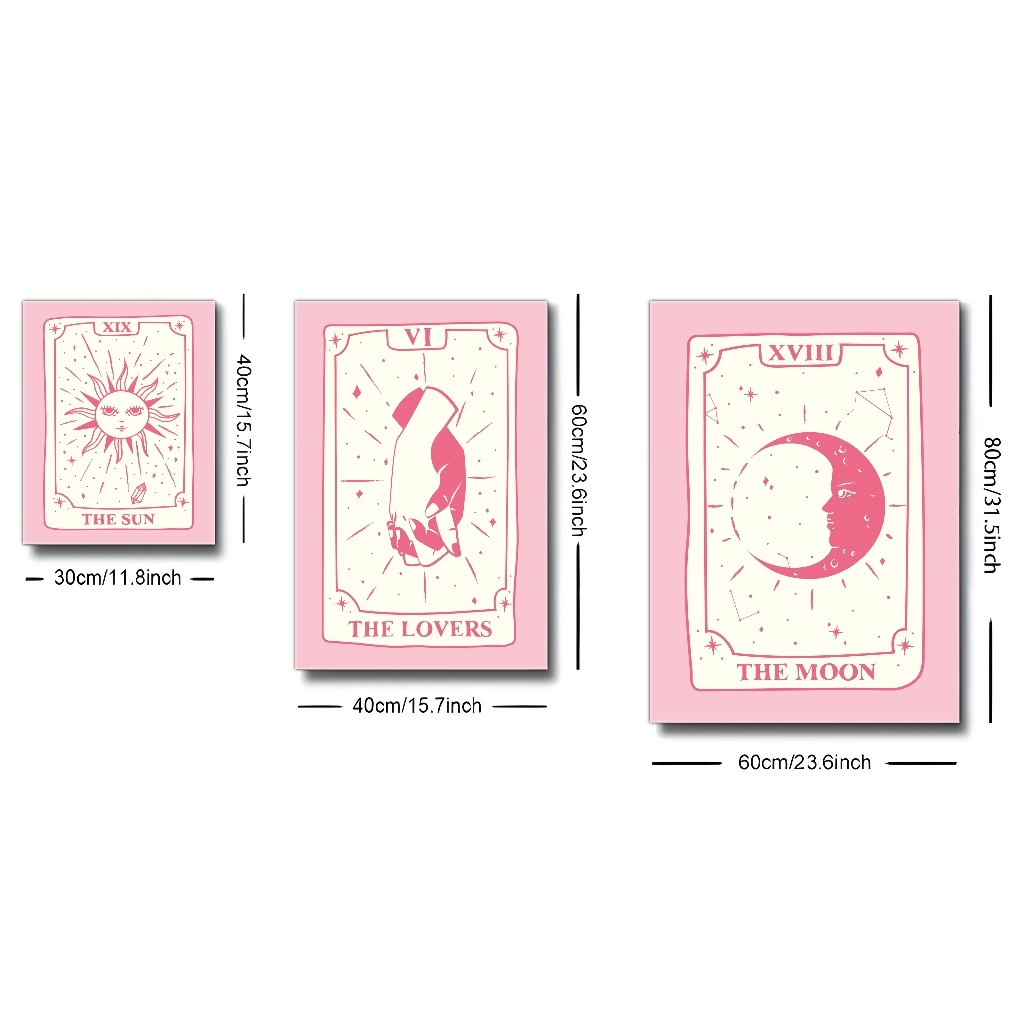 XIX
THE SUN
40cm/15.7inch
30cm/11.8inch
VI
THE LOVERS
60cm/23.6inch
40cm/15.7inch
XVIII
THE MOON
80cm/31.5inch
60cm/23.6inch